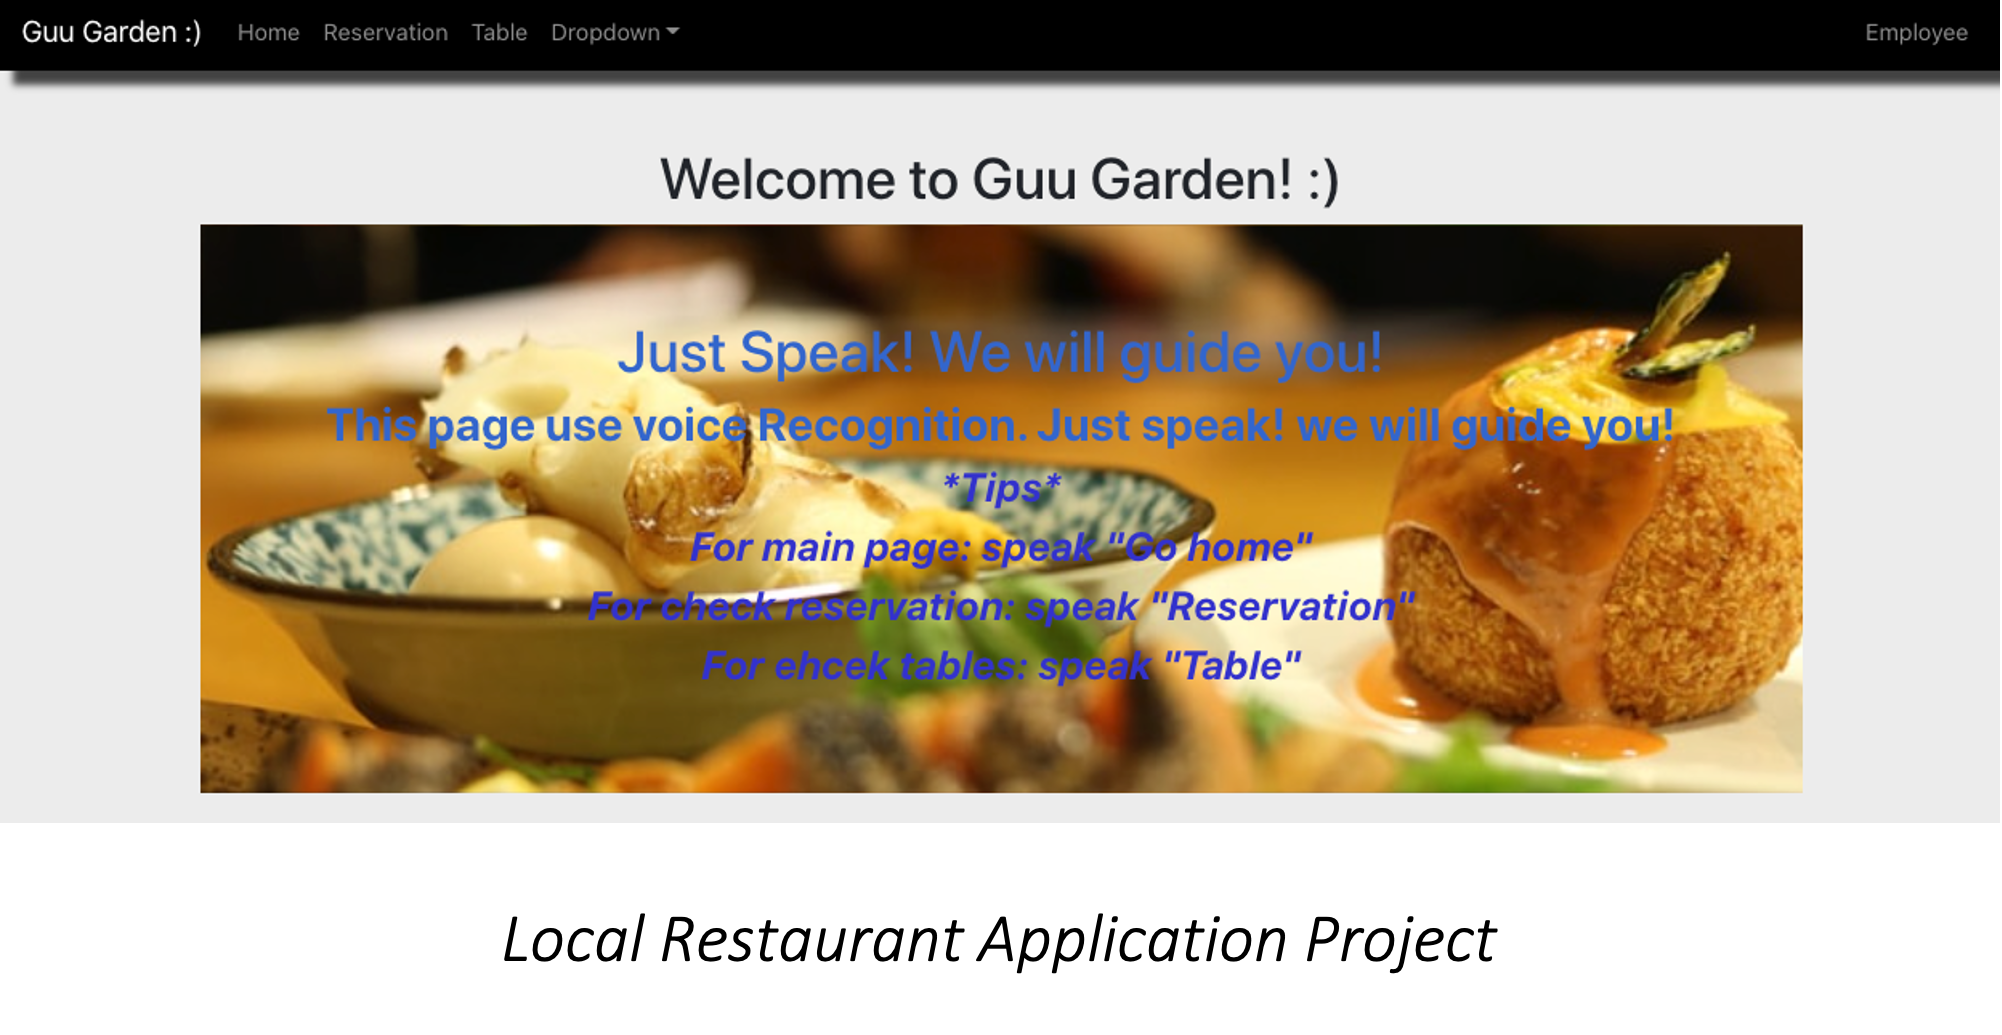 Guu Garden :) Home Reservation Table Dropdown Employee
Welcome to Guu Garden! :)
Just Speak! We will guide you!
This page use voice Recognition. Just speak! we will guide you!
*Tips*
For main page: speak "Go home"
For check reservation: speak "Reservation"
For ehcek tables: speak "Table"
Local Restaurant Application Project